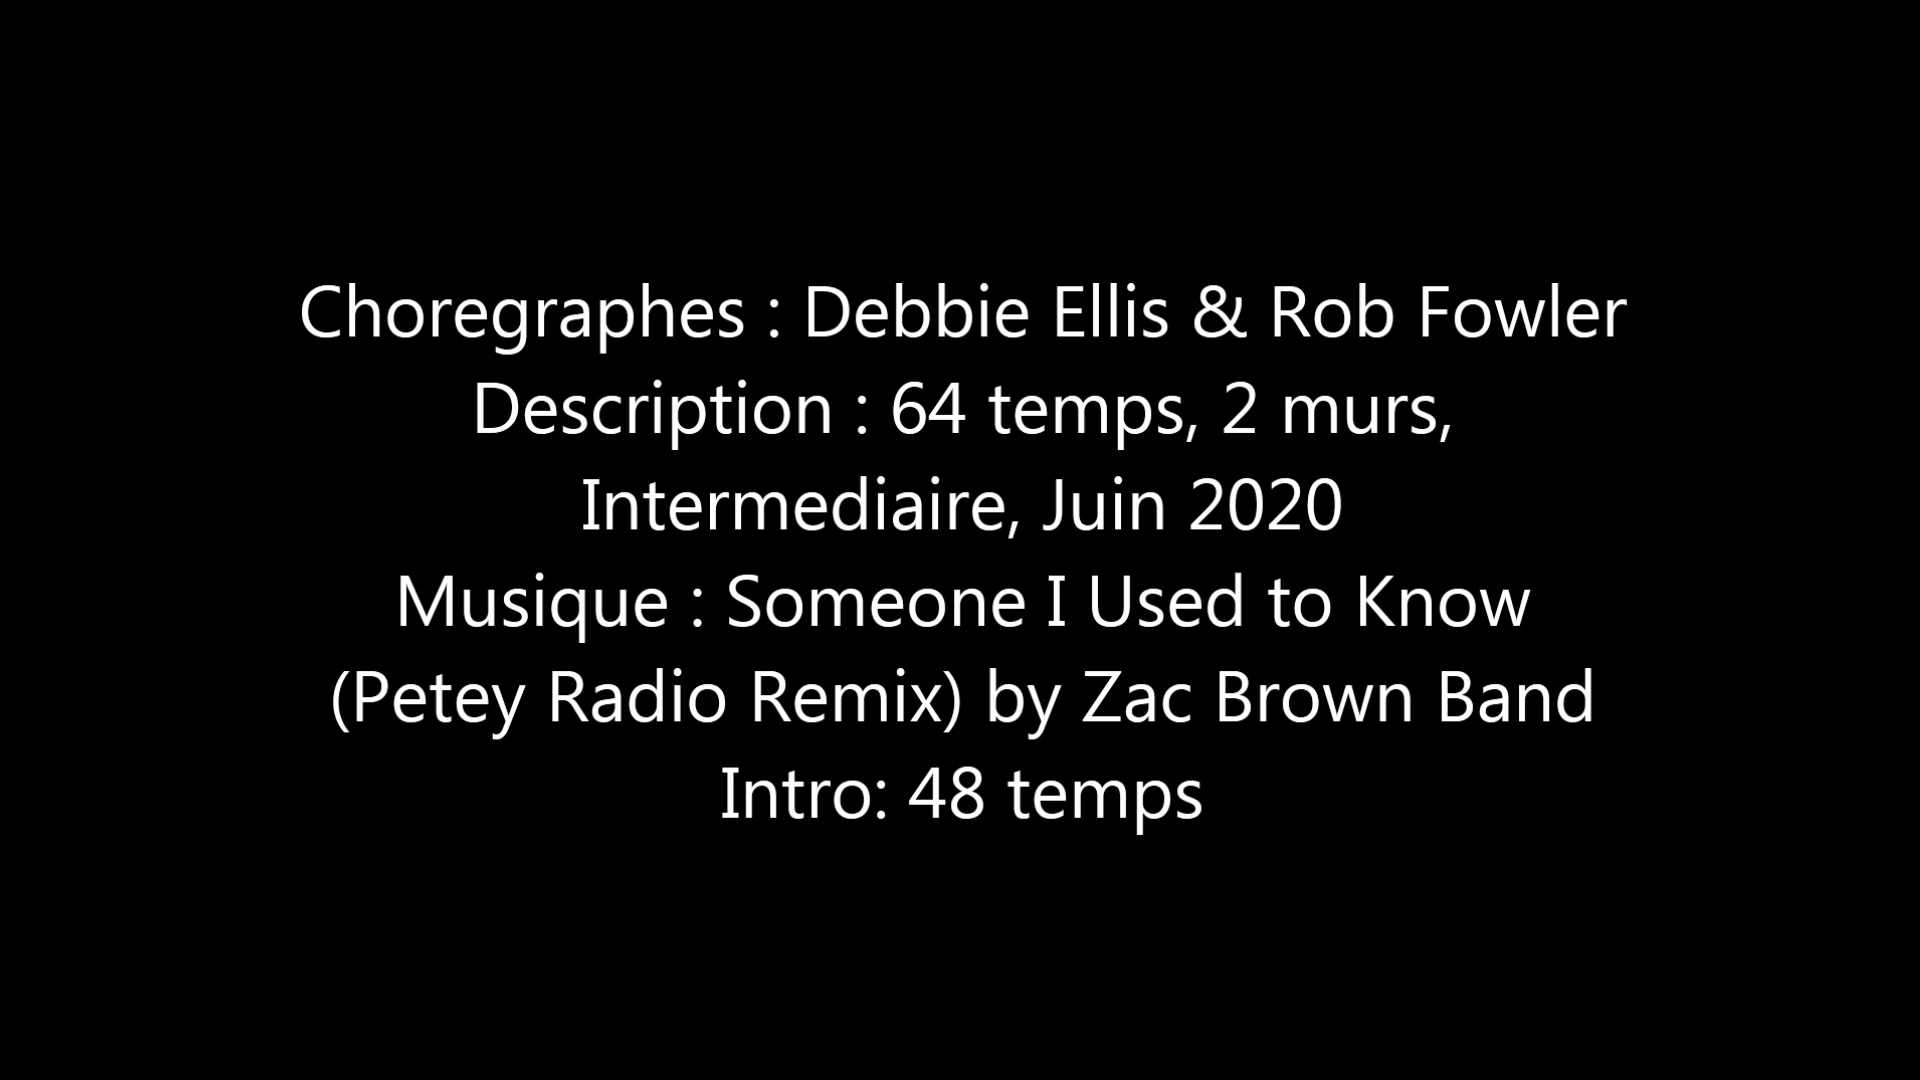 Choregraphes : Debbie Ellis & Rob Fowler
Description : 64 temps, 2 murs,
Intermediaire, Juin 2020
Musique : Someone I Used to Know
(Petey Radio Remix) by Zac Brown Band
Intro: 48 temps